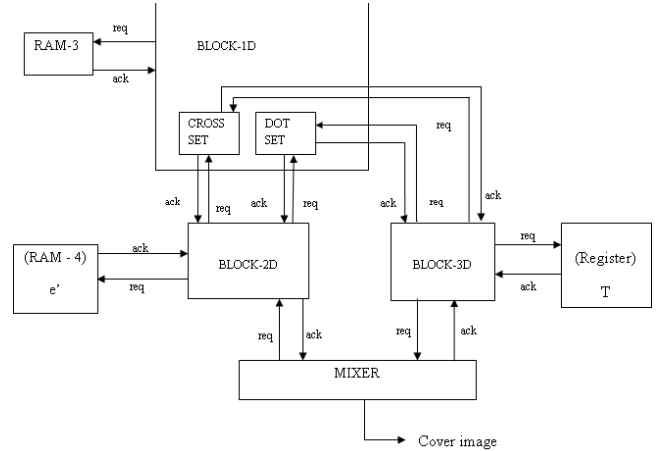 req
RAM-3
BLOCK-1D
ack
CROSS
SET
DOT
SET
req
ack
req
ack
req
req
ack
ack
(RAM - 4)
e'
ack
req
BLOCK-2D
BLOCK-3D
req
ack
(Register)
T
req
ack
req
ack
MIXER
Cover image